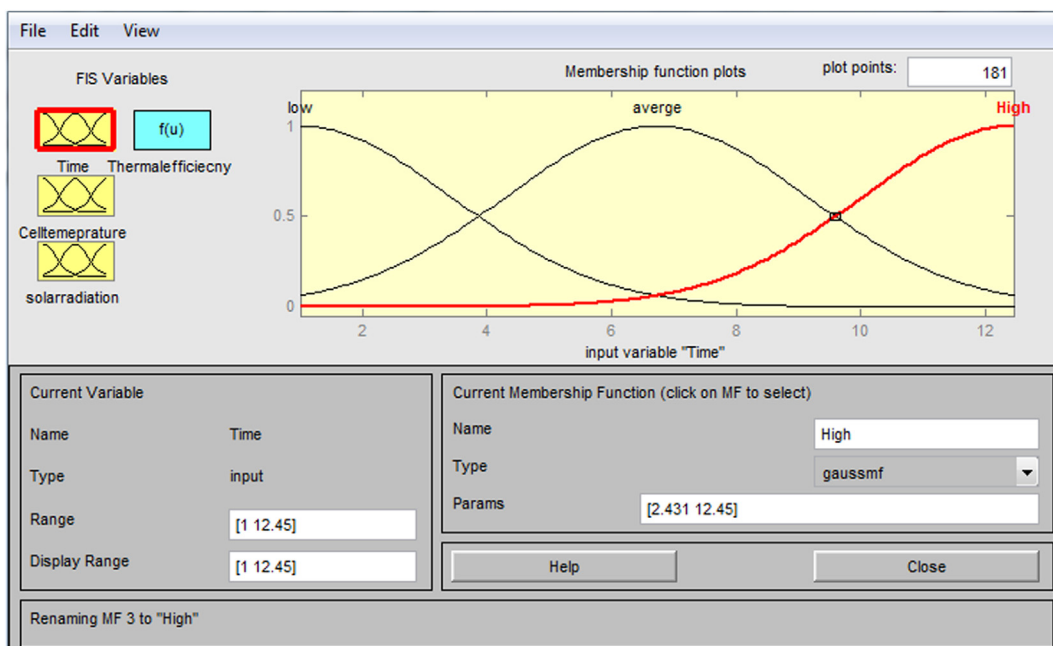 File Edit View
FIS Variables
Membership function plots
plot points: 181
f(u)
Time Thermalefficiecny
Celltemeprature
solarradiation
low averge High
1
0.5
0
2 4 6 8 10 12
input variable "Time"
Current Variable
Name Time
Type input
Range [1 12.45]
Display Range [1 12.45]
Current Membership Function (click on MF to select)
Name High
Type gaussmf
Params [2.431 12.45]
Help Close
Renaming MF 3 to "High"